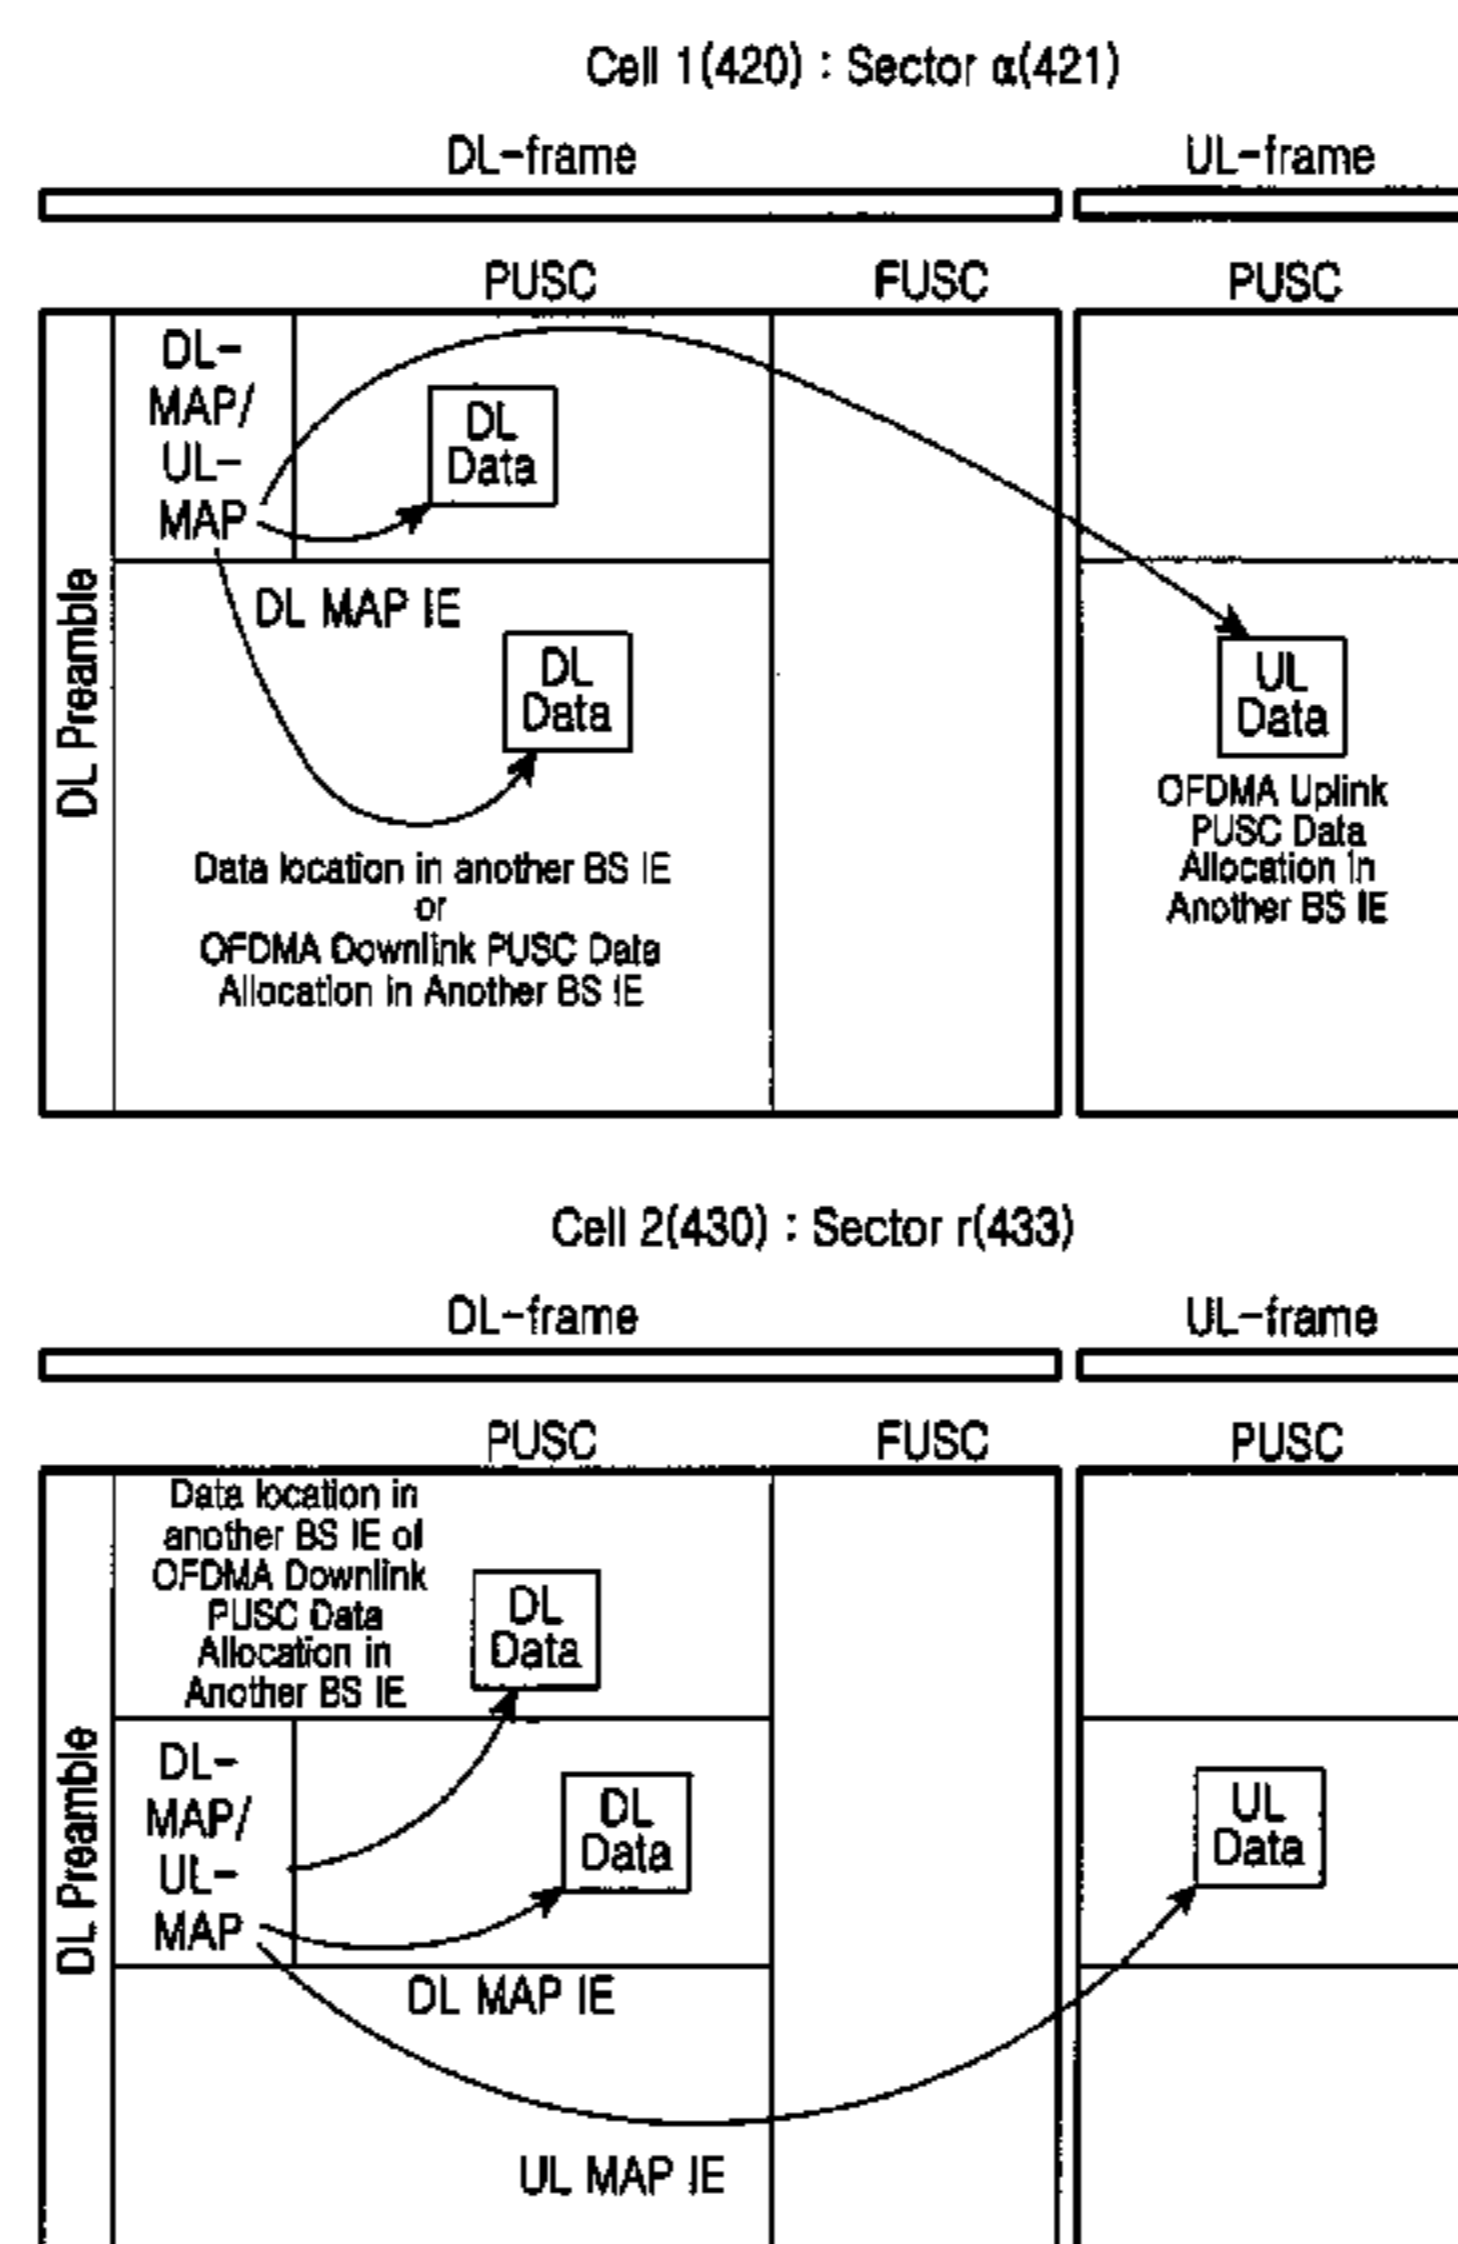 Cell 1(420) : Sector α(421)
DL-frame
UL-frame
PUSC
FUSC
PUSC
DL Preamble
DL-
MAP/
UL-
MAP
DL
Data
DL MAP IE
DL
Data
Data location in another BS IE
or
OFDMA Downlink PUSC Data
Allocation in Another BS IE
UL
Data
OFDMA Uplink
PUSC Data
Allocation in
Another BS IE
Cell 2(430) : Sector r(433)
DL-frame
UL-frame
PUSC
FUSC
PUSC
DL Preamble
Data location in
another BS IE of
OFDMA Downlink
PUSC Data
Allocation in
Another BS IE
DL
Data
DL-
MAP/
UL-
MAP
DL
Data
UL
Data
DL MAP IE
UL MAP IE